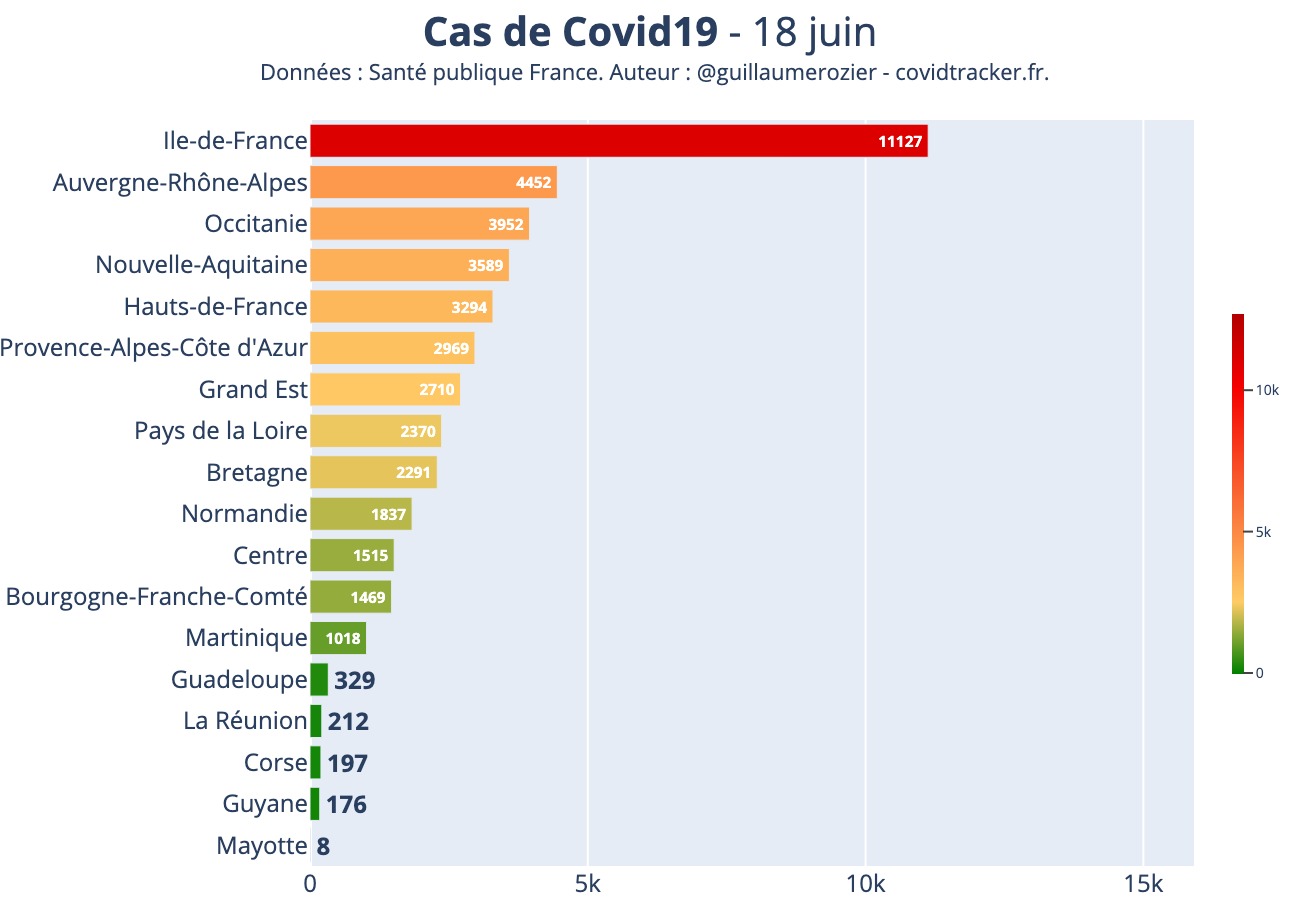 Cas de Covid19 - 18 juin
Données : Santé publique France. Auteur : @guillaumerozier - covidtracker.fr.
Ile-de-France 11127
Auvergne-Rhône-Alpes 4452
Occitanie 3952
Nouvelle-Aquitaine 3589
Hauts-de-France 3294
Provence-Alpes-Côte d'Azur 2969
Grand Est 2710
Pays de la Loire 2370
Bretagne 2291
Normandie 1837
Centre 1515
Bourgogne-Franche-Comté 1469
Martinique 1018
Guadeloupe 329
La Réunion 212
Corse 197
Guyane 176
Mayotte 8
0 5k 10k 15k
10k
5k
0